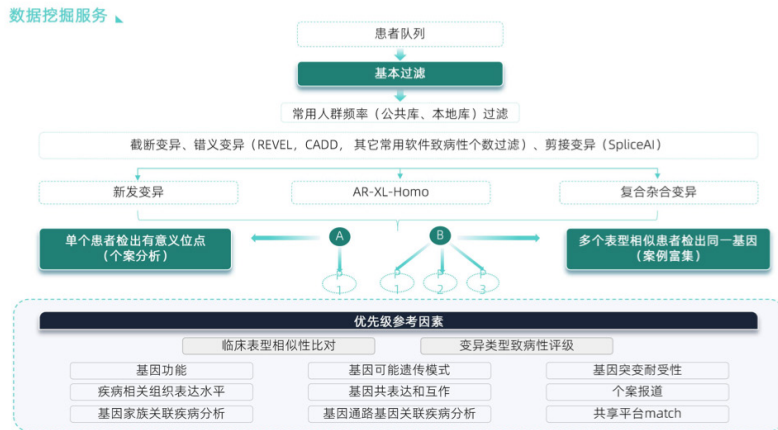 数据挖掘服务
患者队列
基本过滤
常用人群频率（公共库、本地库）过滤
截断变异、错义变异（REVEL，CADD， 其它常用软件致病性个数过滤）、剪接变异（SpliceAI）
新发变异
AR-XL-Homo
复合杂合变异
单个患者检出有意义位点
（个案分析）
A
B
多个表型相似患者检出同一基因
（案例富集）
P
1
P
1
P
2
P
3
优先级参考因素
临床表型相似性比对
变异类型致病性评级
基因功能
基因可能遗传模式
基因突变耐受性
疾病相关组织表达水平
基因共表达和互作
个案报道
基因家族关联疾病分析
基因通路基因关联疾病分析
共享平台match